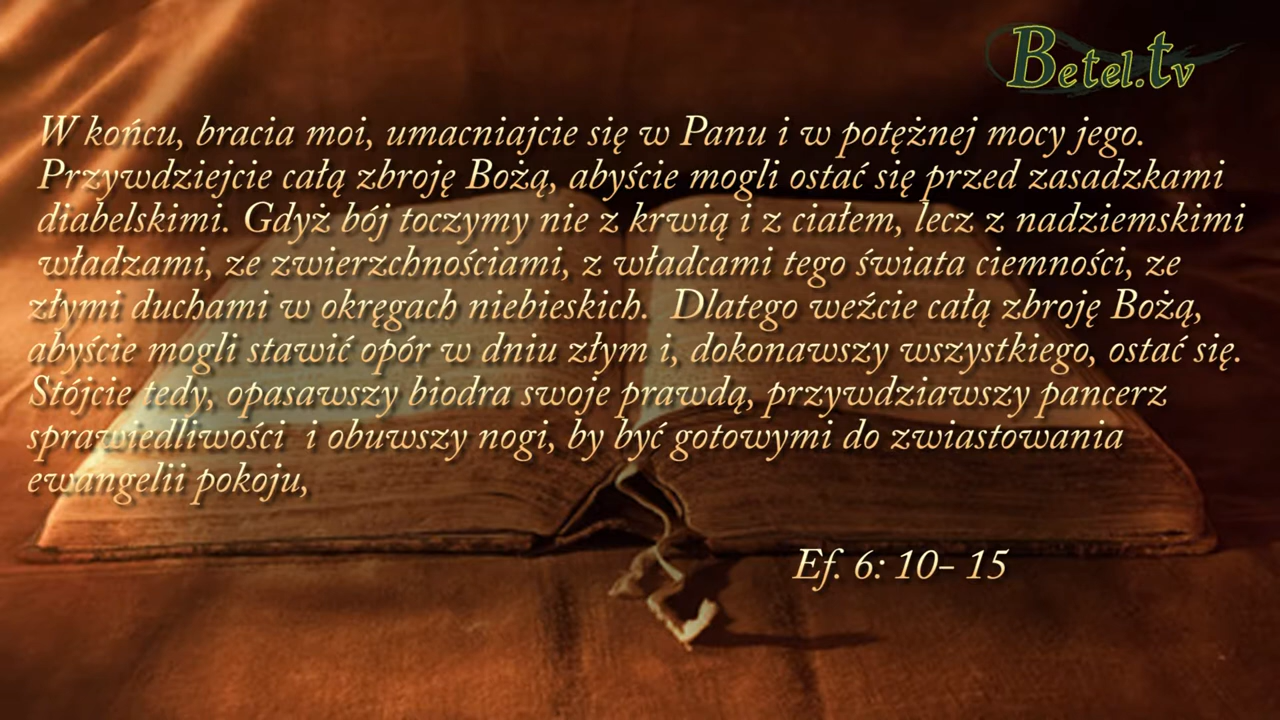 Betel.tv
W końcu, bracia moi, umacniajcie się w Panu i w potężnej mocy jego.
Przywdziejcie całą zbroję Bożą, abyście mogli ostać się przed zasadzkami
diabelskimi. Gdyż bój toczymy nie z krwią i z ciałem, lecz z nadziemskimi
władzami, ze zwierzchnościami, z władcami tego świata ciemności, ze
złymi duchami w okręgach niebieskich. Dlatego weźcie całą zbroję Bożą,
abyście mogli stawić opór w dniu złym i, dokonawszy wszystkiego, ostać się.
Stójcie tedy, opasawszy biodra swoje prawdą, przywdziawszy pancerz
sprawiedliwości i obuwszy nogi, by być gotowymi do zwiastowania
ewangelii pokoju,
Ef. 6: 10- 15